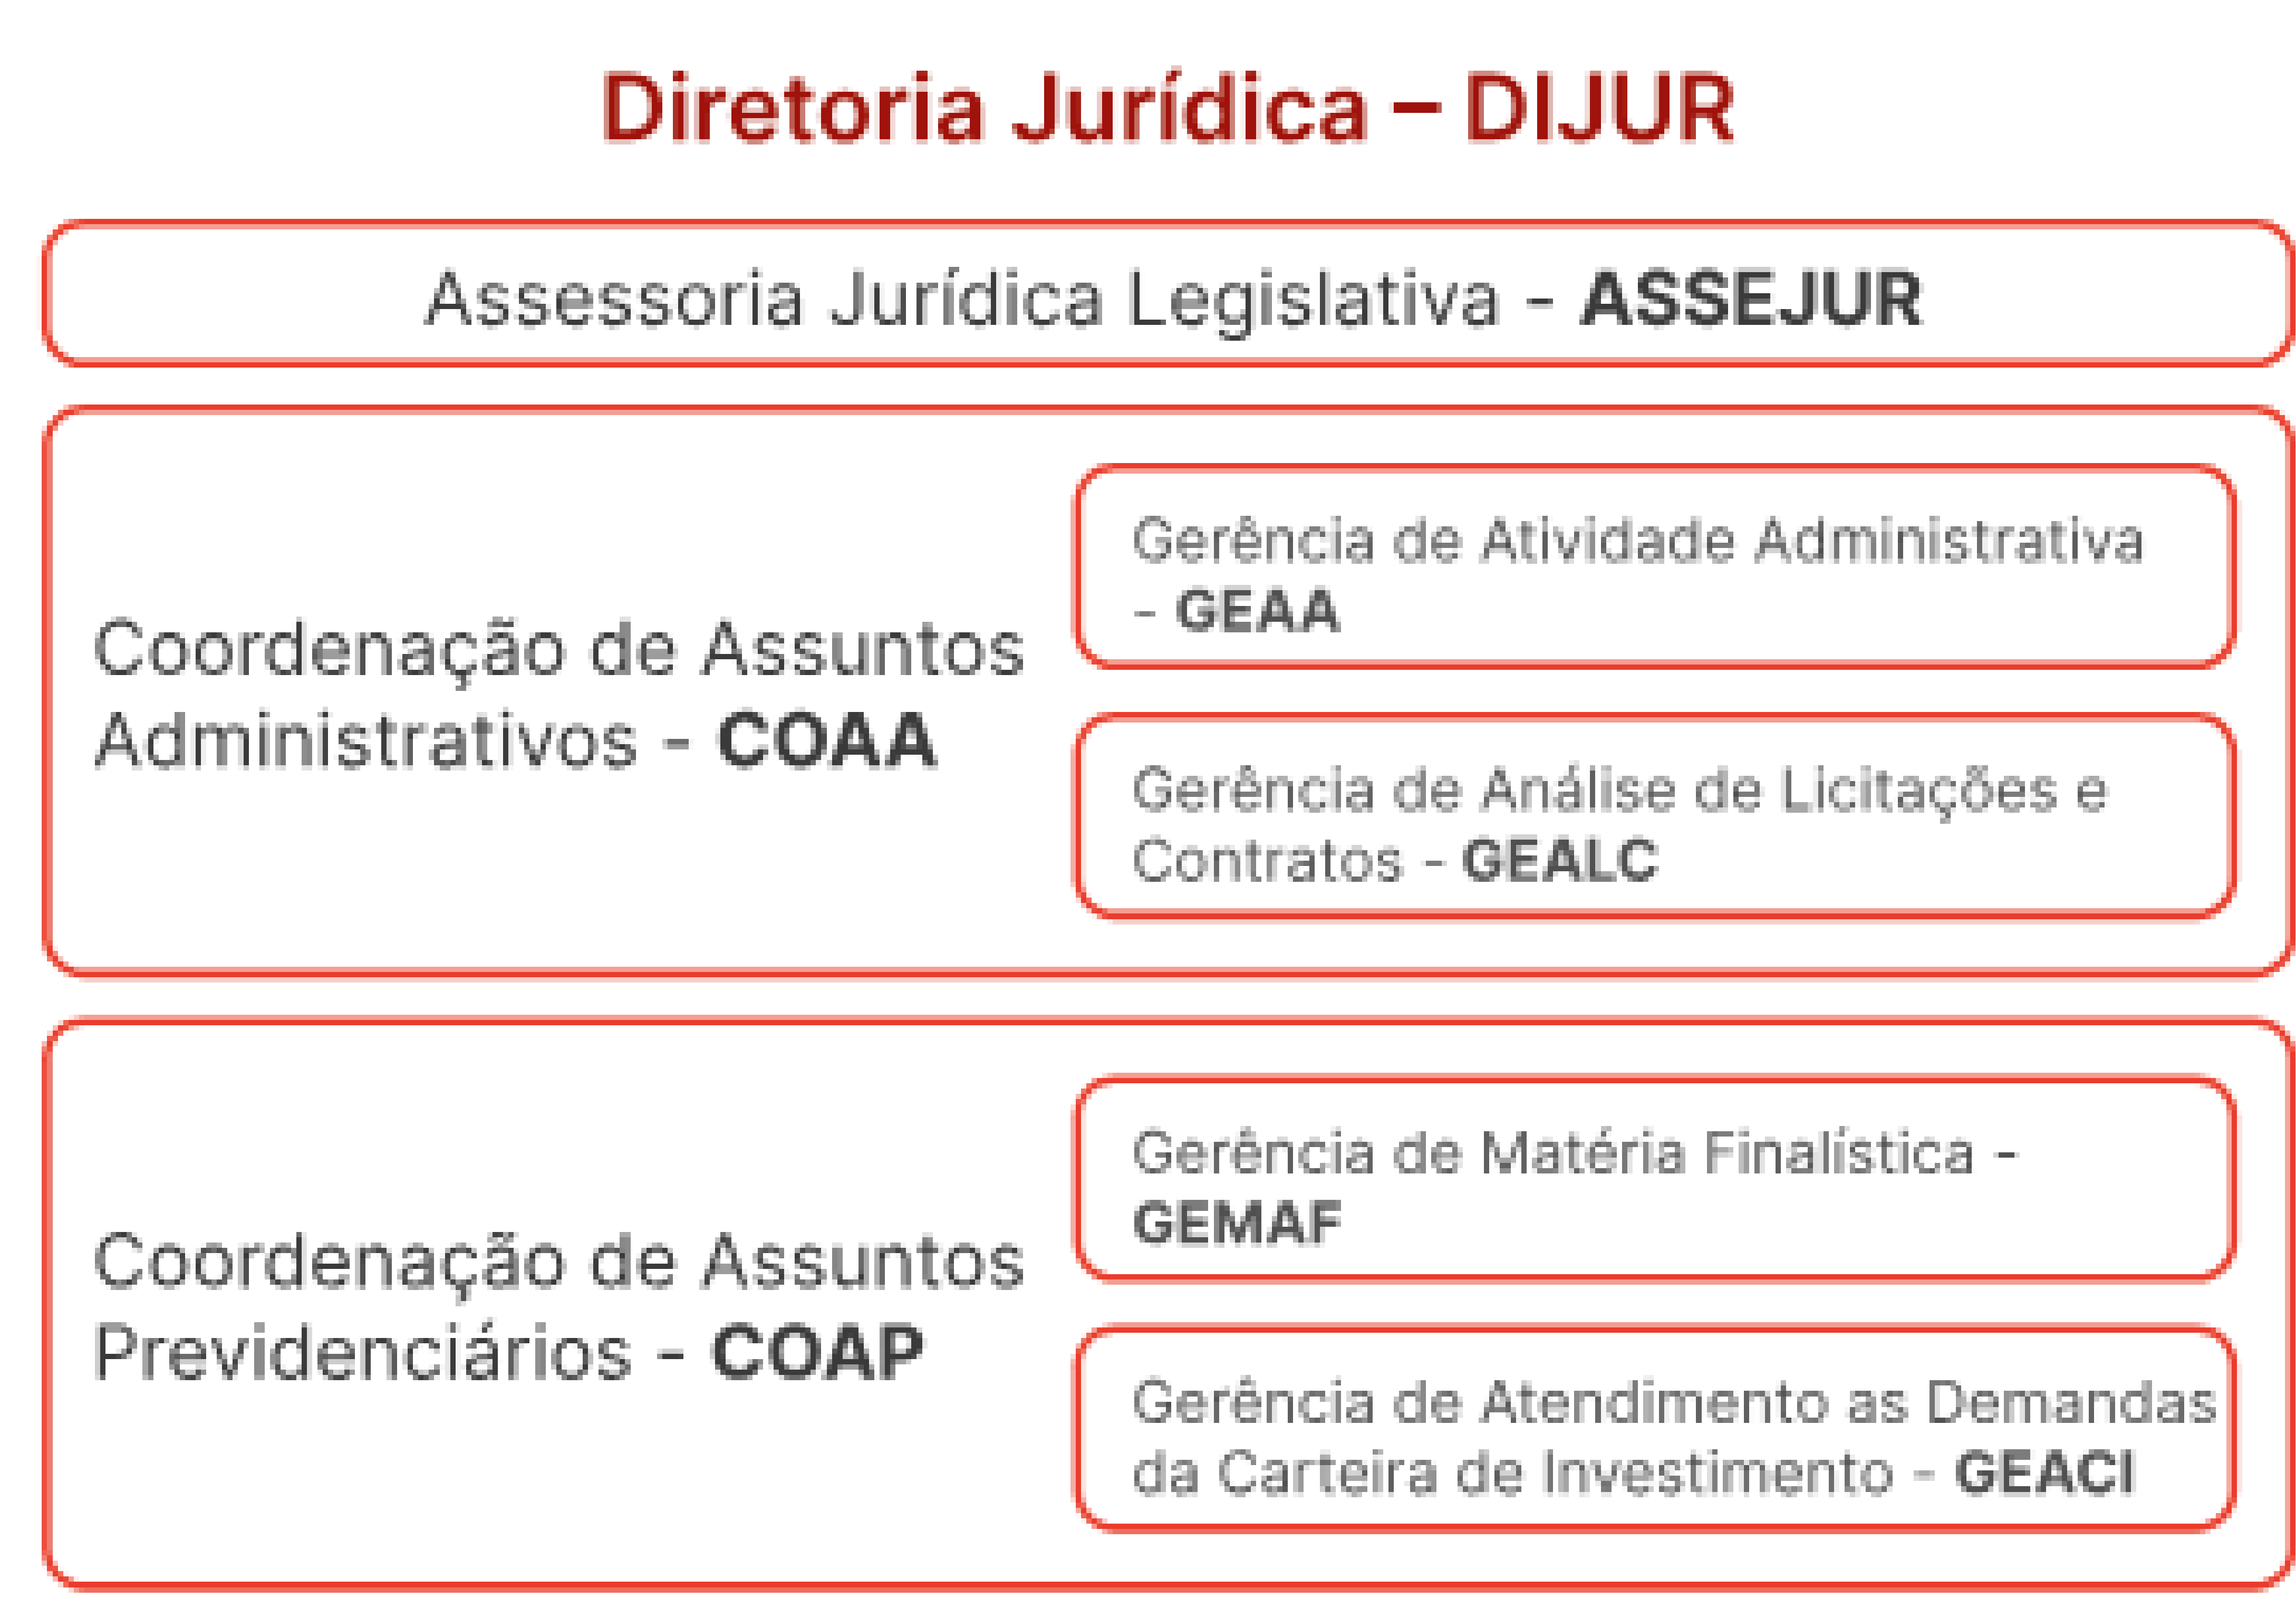 Diretoria Jurídica – DIJUR
Assessoria Jurídica Legislativa - ASSEJUR
Coordenação de Assuntos
Administrativos - COAA
Gerência de Atividade Administrativa
- GEAA
Gerência de Análise de Licitações e
Contratos - GEALC
Coordenação de Assuntos
Previdenciários - COAP
Gerência de Matéria Finalística -
GEMAF
Gerência de Atendimento as Demandas
da Carteira de Investimento - GEACI